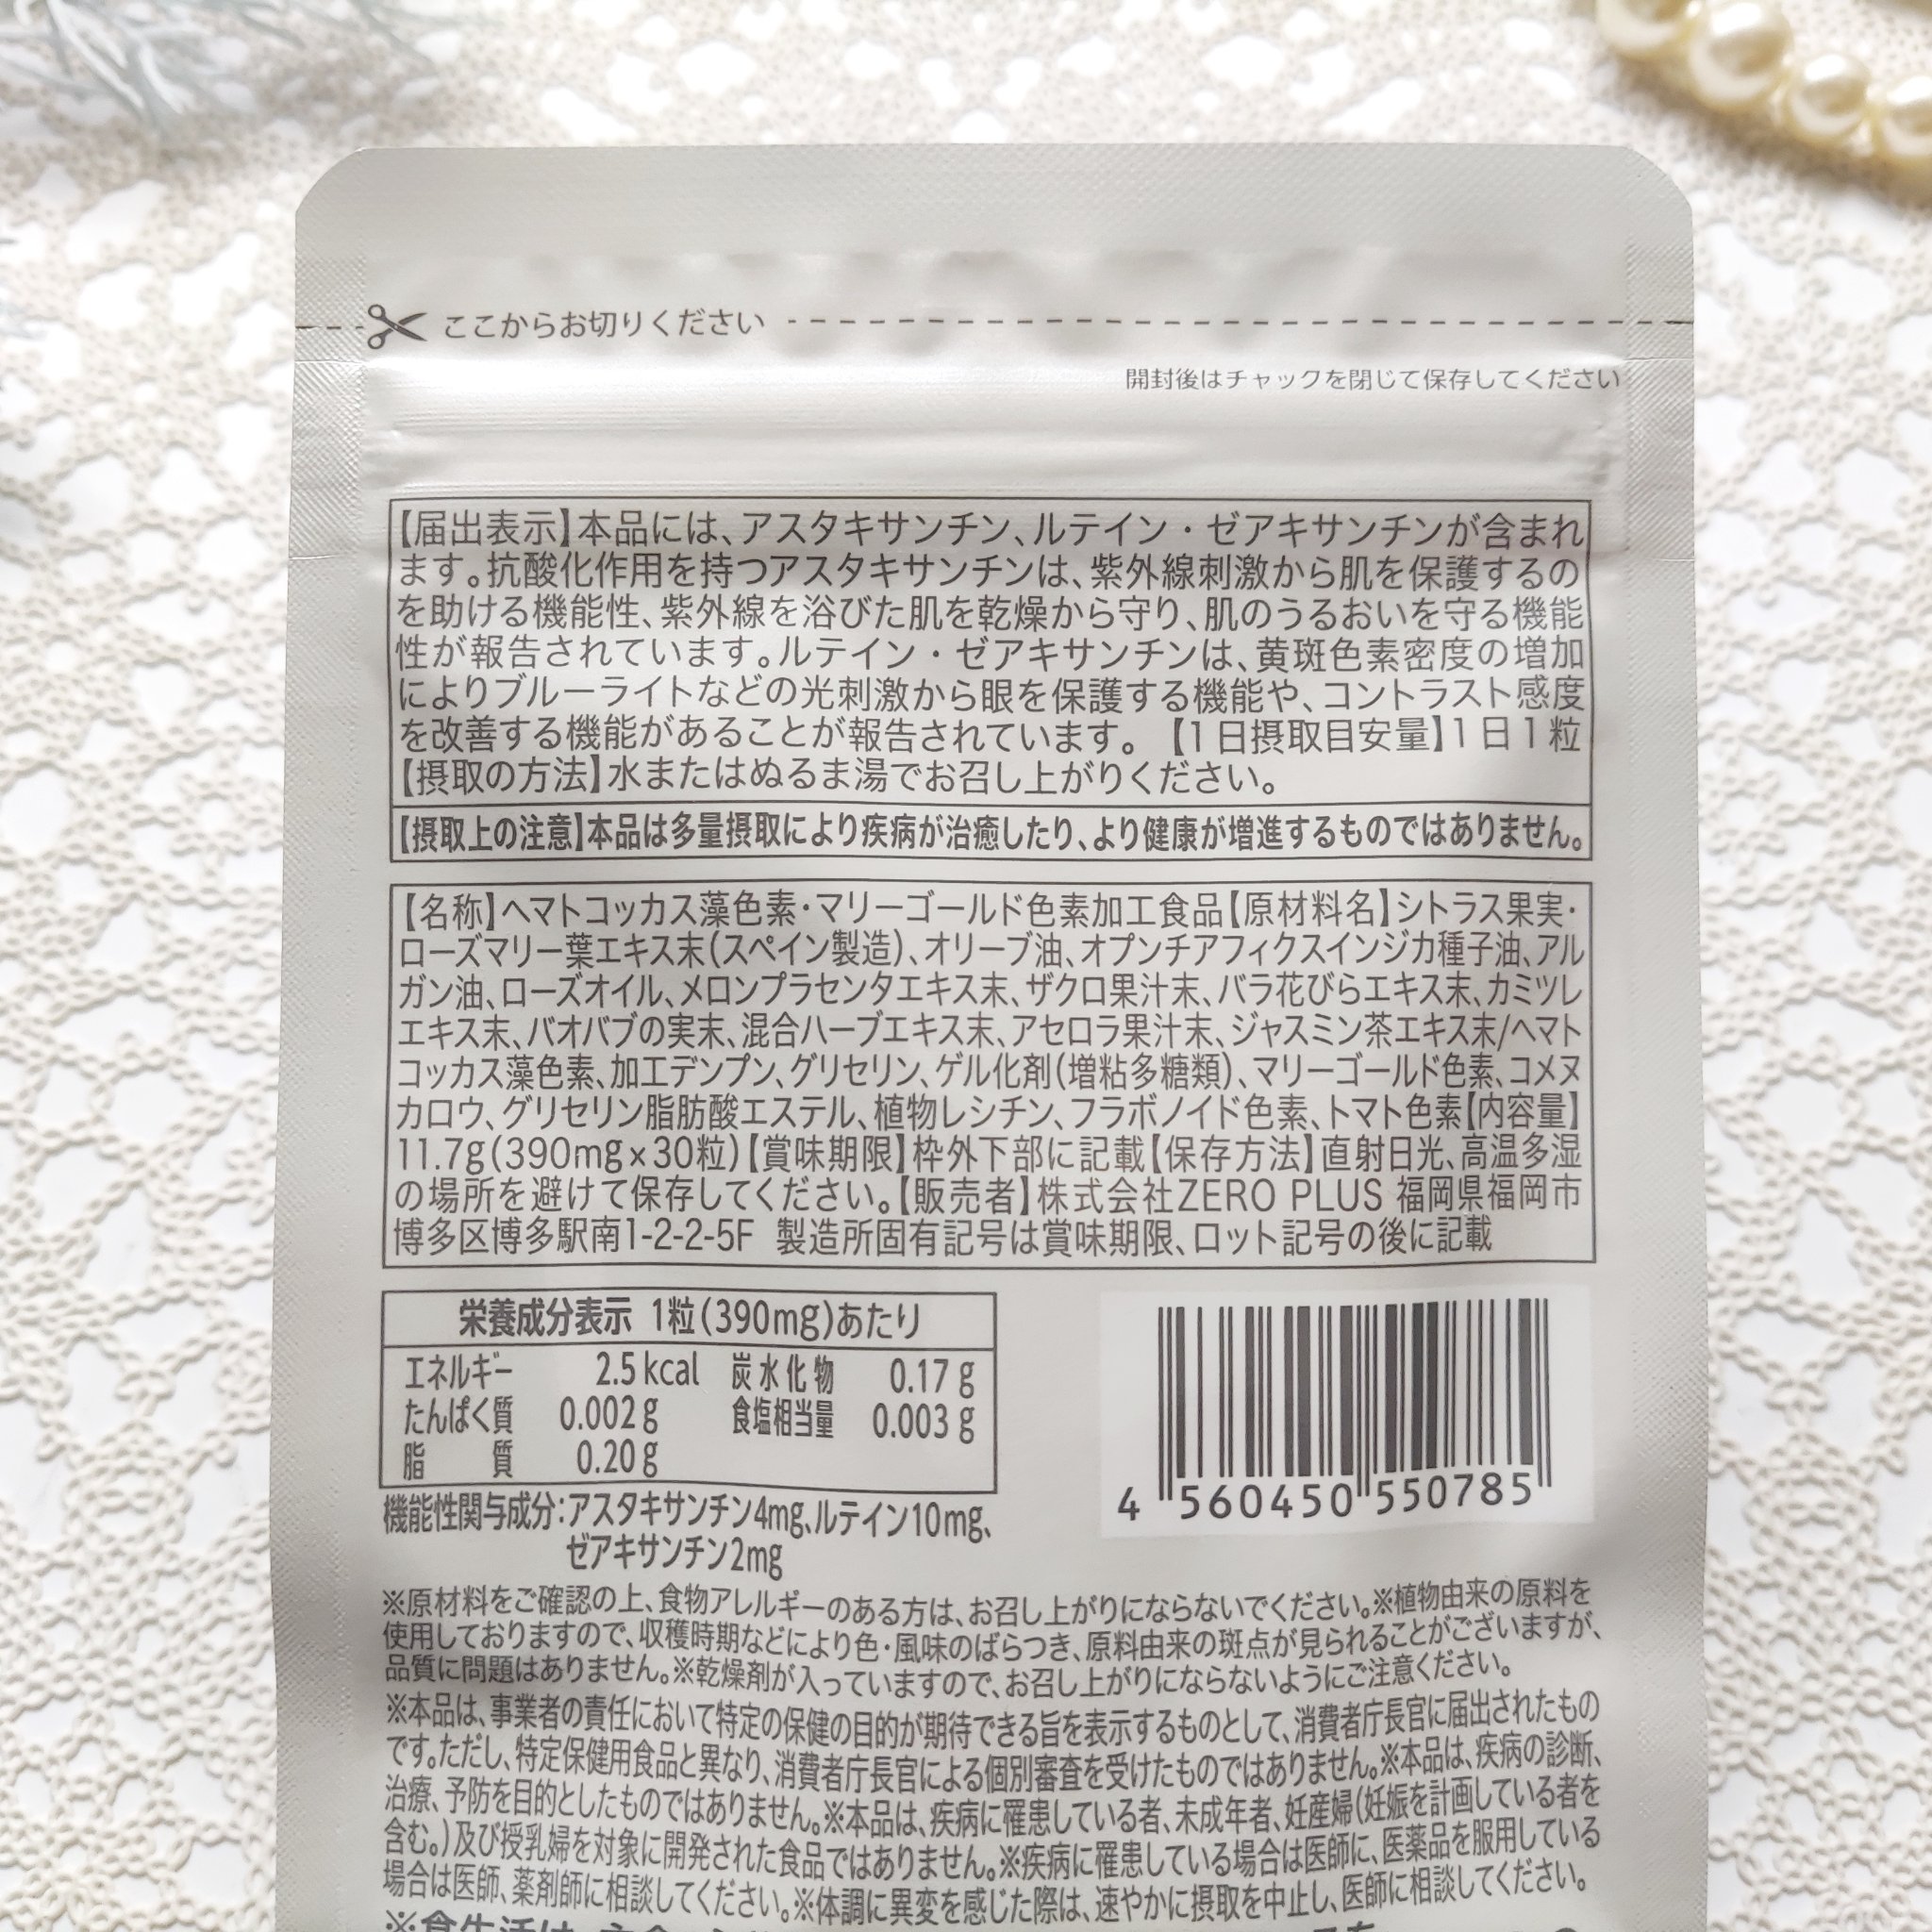 ここからお切りください
開封後はチャックを閉じて保存してください
【届出表示】本品には、アスタキサンチン、ルテイン・ゼアキサンチンが含まれ
ます。抗酸化作用を持つアスタキサンチンは、紫外線刺激から肌を保護するの
を助ける機能性、紫外線を浴びた肌を乾燥から守り、肌のうるおいを守る機能
性が報告されています。ルテイン・ゼアキサンチンは、黄斑色素密度の増加
によりブルーライトなどの光刺激から眼を保護する機能や、コントラスト感度
を改善する機能があることが報告されています。【1日摂取目安量】1日1粒
【摂取の方法】水またはぬるま湯でお召し上がりください。
【摂取上の注意】本品は多量摂取により疾病が治癒したり、より健康が増進するものではありません。
【名称】ヘマトコッカス藻色素・マリーゴールド色素加工食品【原材料名】シトラス果実・
ローズマリー葉エキス末(スペイン製造)、オリーブ油、オプンチアフィクスインジカ種子油、アル
ガン油、ローズオイル、メロンプラセンタエキス末、ザクロ果汁末、バラ花びらエキス末、カミツレ
エキス末、バオバブの実末、混合ハーブエキス末、アセロラ果汁末、ジャスミン茶エキス末/ヘマト
コッカス藻色素、加工デンプン、グリセリン、ゲル化剤(増粘多糖類)、マリーゴールド色素、コメヌ
カロウ、グリセリン脂肪酸エステル、植物レシチン、フラボノイド色素、トマト色素【内容量】
11.7g(390mg×30粒)【賞味期限】枠外下部に記載【保存方法】直射日光、高温多湿
の場所を避けて保存してください。【販売者】株式会社ZERO PLUS 福岡県福岡市
博多区博多駅南1-2-2-5F 製造所固有記号は賞味期限、ロット記号の後に記載
栄養成分表示 1粒(390mg)あたり
エネルギー 2.5kcal 炭水化物 0.17g
たんぱく質 0.002g 食塩相当量 0.003g
脂質 0.20g
機能性関与成分:アスタキサンチン4mg、ルテイン10mg、
ゼアキサンチン2mg
4 560450 550785
※原材料をご確認の上、食物アレルギーのある方は、お召し上がりにならないでください。※植物由来の原料を
使用しておりますので、収穫時期などにより色・風味のばらつき、原料由来の斑点が見られることがございますが、
品質に問題はありません。※乾燥剤が入っていますので、お召し上がりにならないようにご注意ください。
※本品は、事業者の責任において特定の保健の目的が期待できる旨を表示するものとして、消費者庁長官に届出されたもの
です。ただし、特定保健用食品と異なり、消費者庁長官による個別審査を受けたものではありません。※本品は、疾病の診断、
治療、予防を目的としたものではありません。※本品は、疾病に罹患している者、未成年者、妊産婦(妊娠を計画している者を
含む。)及び授乳婦を対象に開発された食品ではありません。※疾病に罹患している場合は医師に、医薬品を服用している
場合は医師、薬剤師に相談してください。※体調に異変を感じた際は、速やかに摂取を中止し、医師に相談してください。
※食生活は、